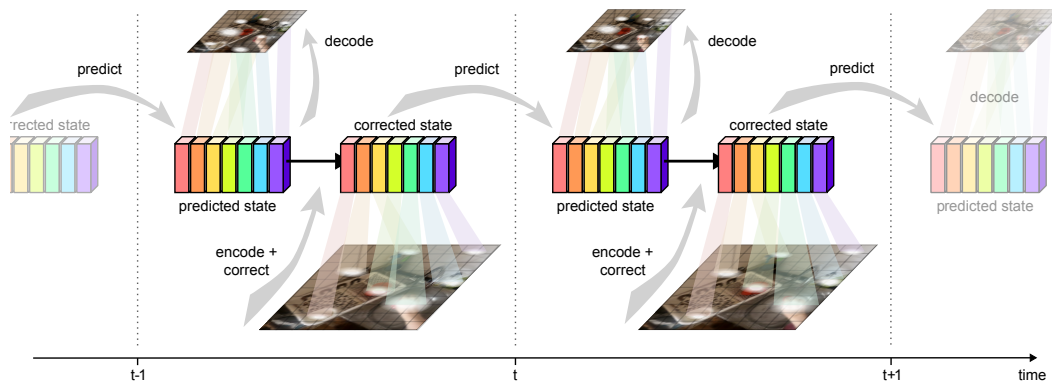 decode
decode
predict
predict
predict
decode
rrected state
corrected state
corrected state
predicted state
predicted state
predicted state
encode +
correct
encode +
correct
t-1
t
t+1
time